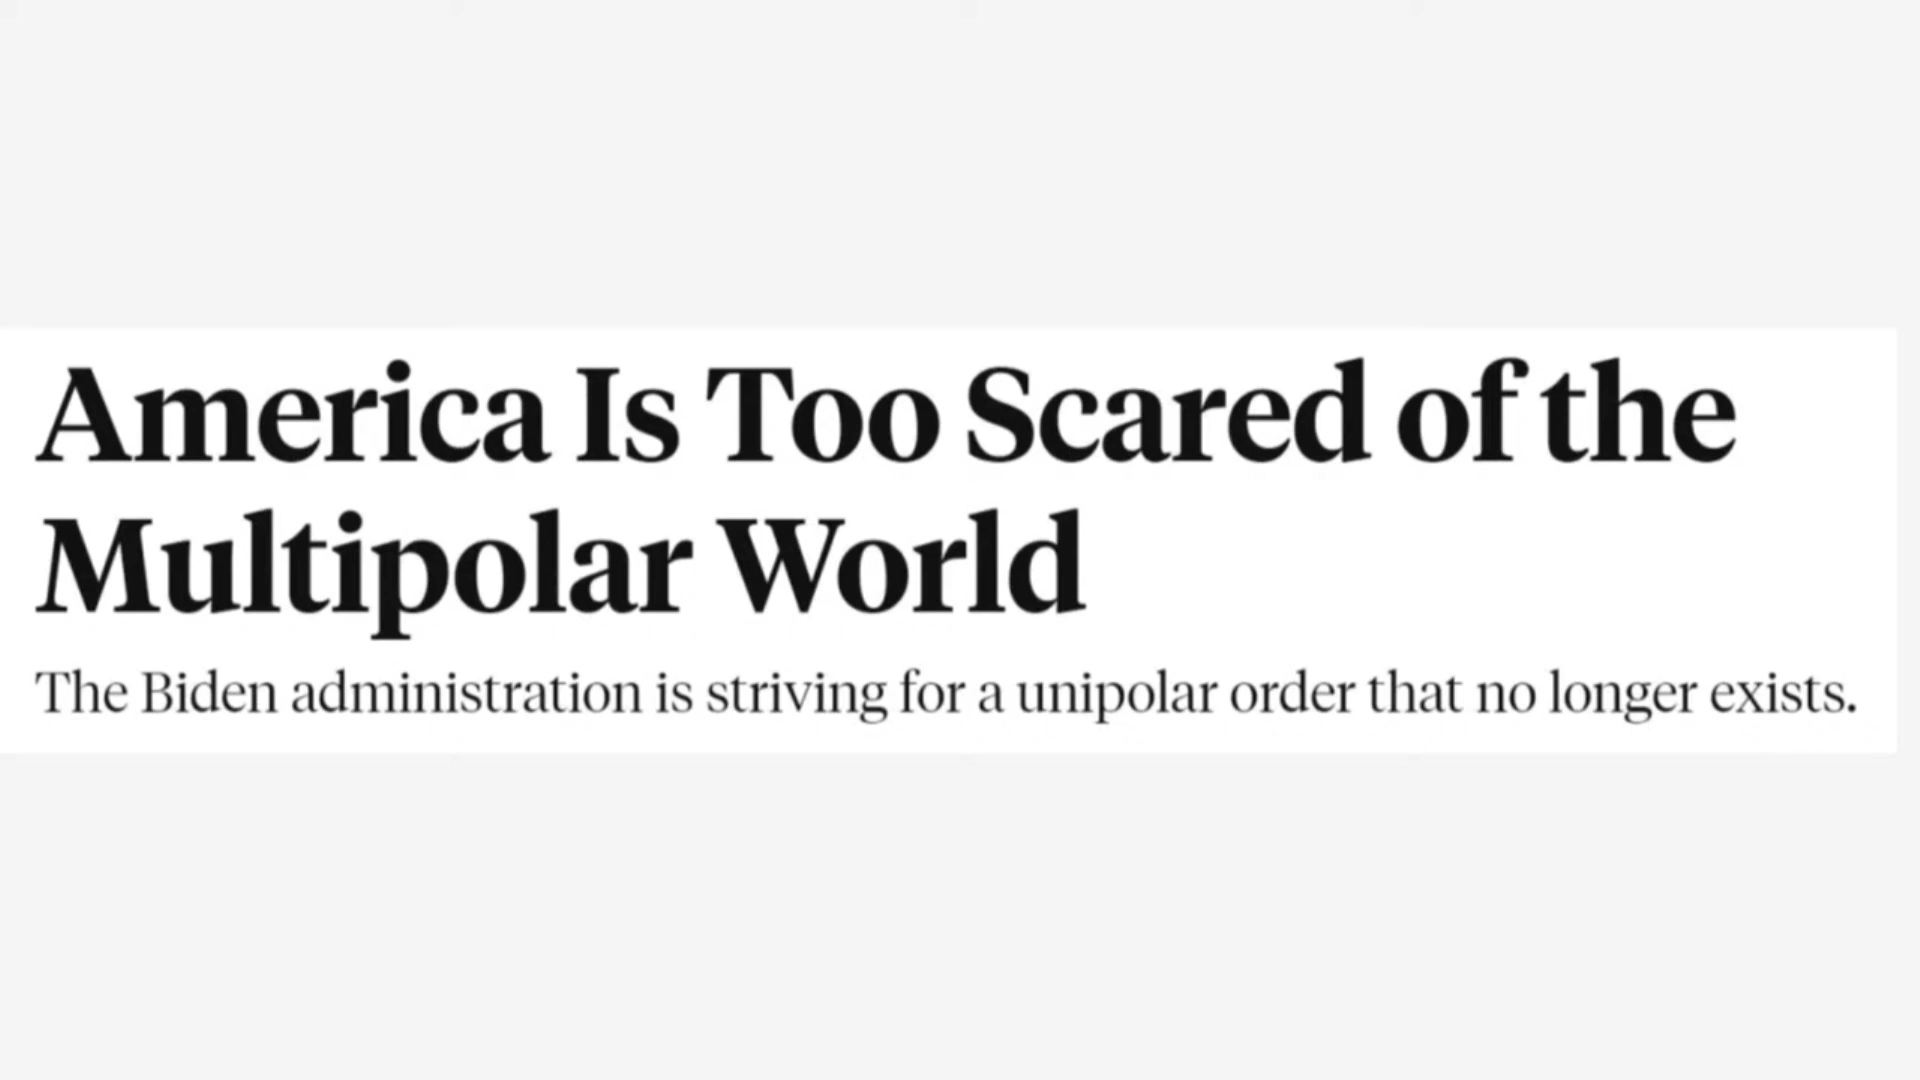 America Is Too Scared of the
Multipolar World
The Biden administration is striving for a unipolar order that no longer exists.